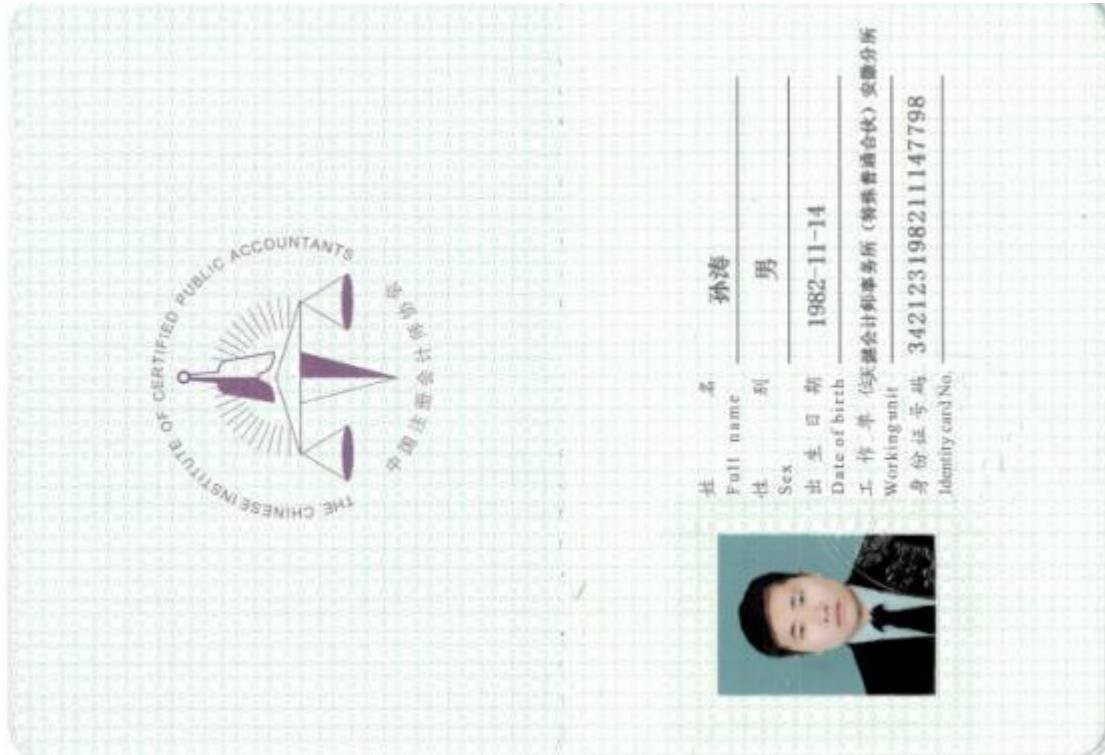 THE CHINESE INSTITUTE OF CERTIFIED PUBLIC ACCOUNTANTS
中国注册会计师协会
姓 名 孙涛
Full name
性 别 男
Sex
出 生 日 期 1982-11-14
Date of birth
工 作 单 位 天健会计师事务所（特殊普通合伙）安徽分所
Working unit
身 份 证 号 码 342123198211147798
Identity card No.